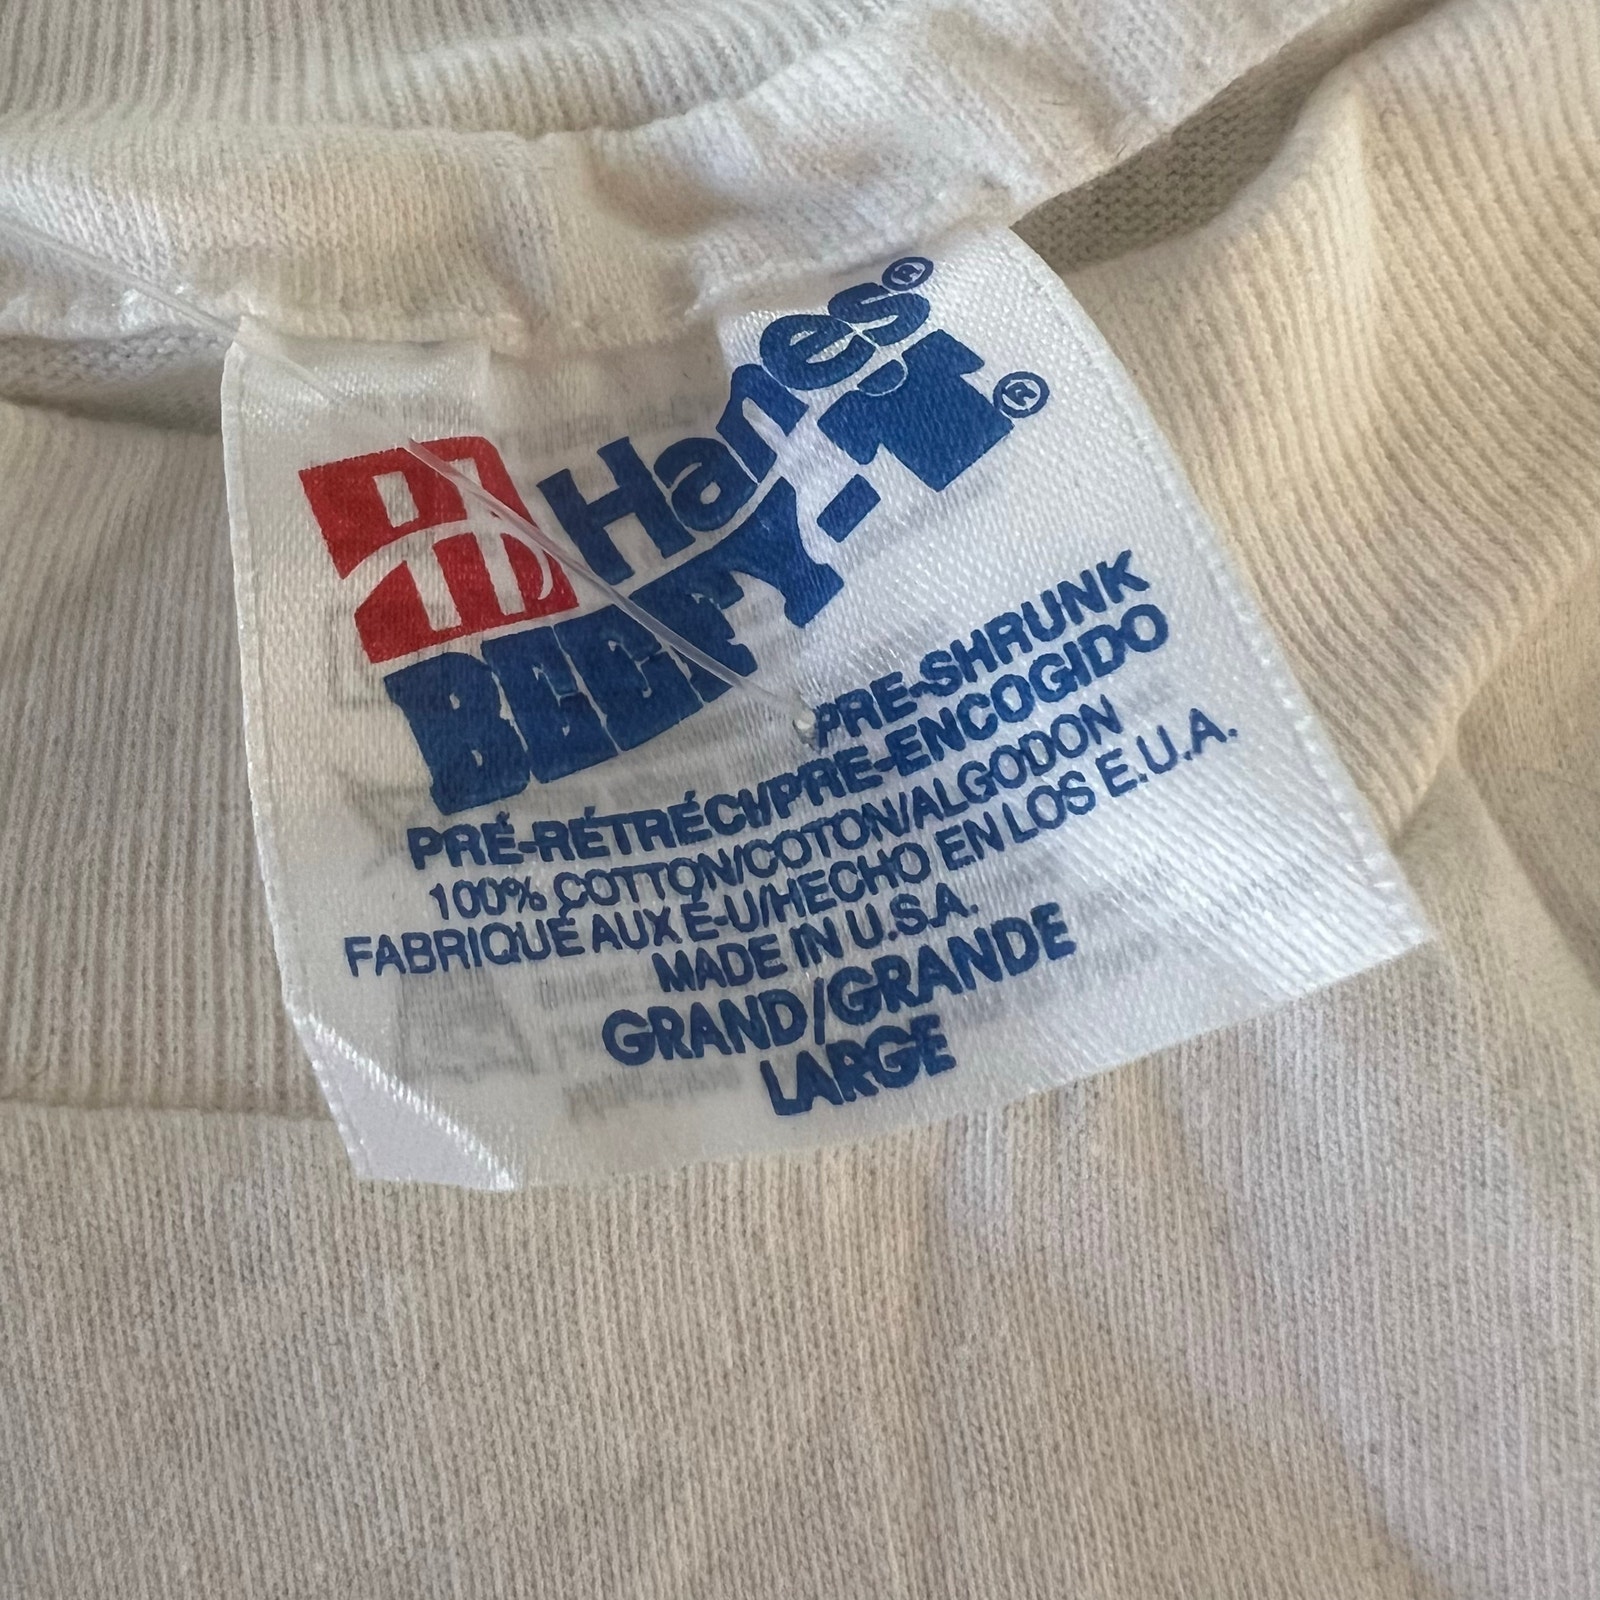 H Hanes®
BEEFY-T®
PRE-SHRUNK
PRÉ-RÉTRÉCI/PRE-ENCOGIDO
100% COTTON/COTON/ALGODON
FABRIQUÉ AUX É-U/HECHO EN LOS E.U.A.
MADE IN U.S.A.
GRAND/GRANDE
LARGE